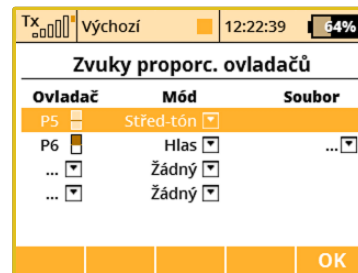 Tx Výchozí 12:22:39 64%
Zvuky proporc. ovladačů
Ovladač Mód Soubor
P5 Střed-tón
P6 Hlas ...
... Žádný
... Žádný
OK